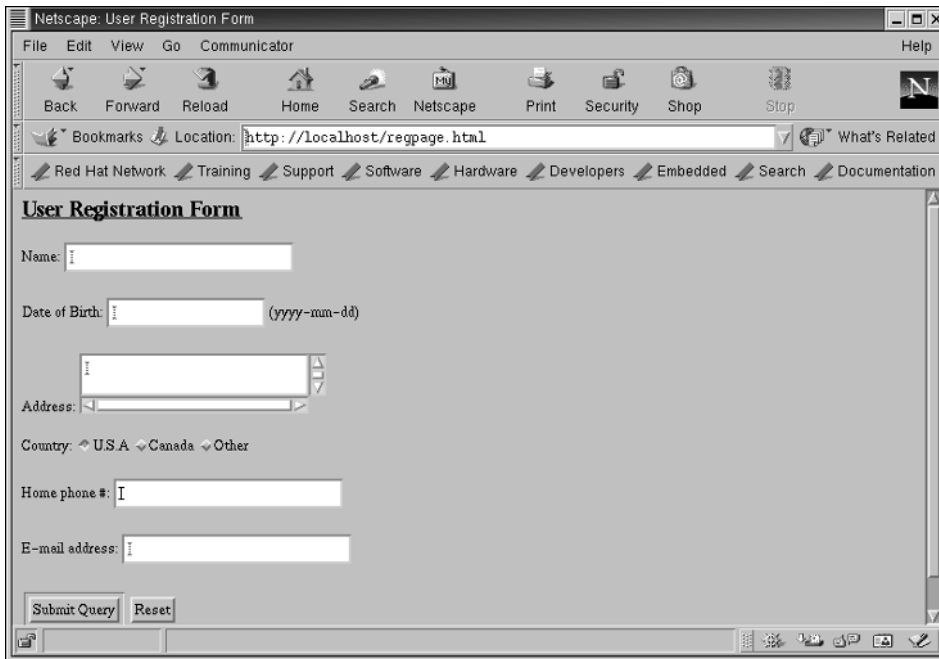 Netscape: User Registration Form
File Edit View Go Communicator Help
My
N
Back Forward Reload Home Search Netscape Print Security Shop Stop
Bookmarks Location: http://localhost/regpage.html What's Related
Red Hat Network Training Support Software Hardware Developers Embedded Search Documentation
User Registration Form
Name:
Date of Birth: (yyyy-mm-dd)
Address:
Country: U.S.A Canada Other
Home phone #:
E-mail address:
Submit Query Reset